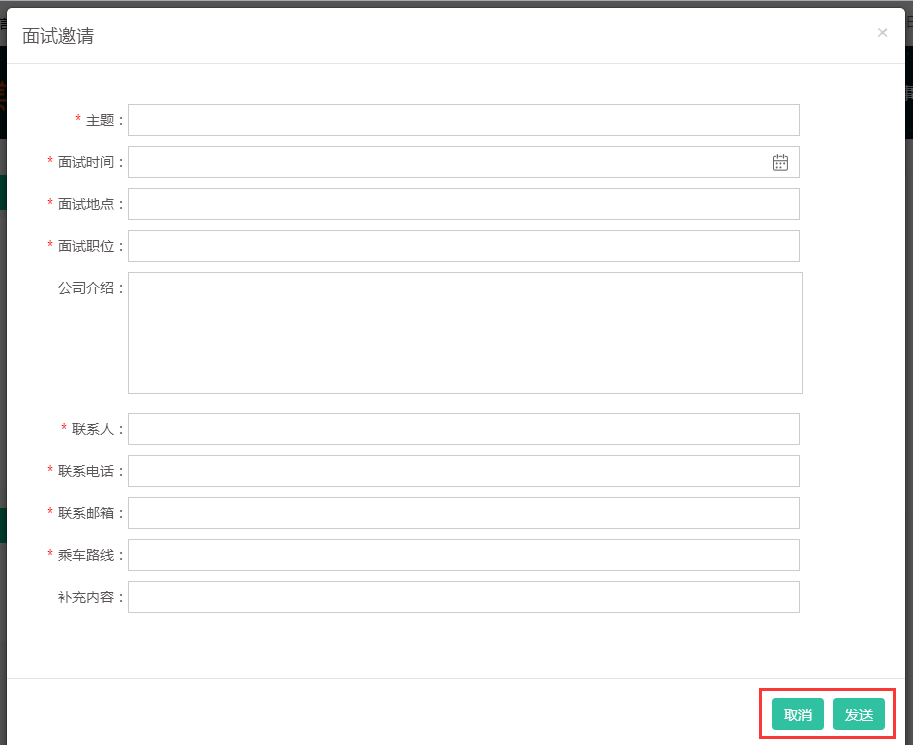 面试邀请 ×
* 主题：
* 面试时间：
* 面试地点：
* 面试职位：
公司介绍：
* 联系人：
* 联系电话：
* 联系邮箱：
* 乘车路线：
补充内容：
取消 发送